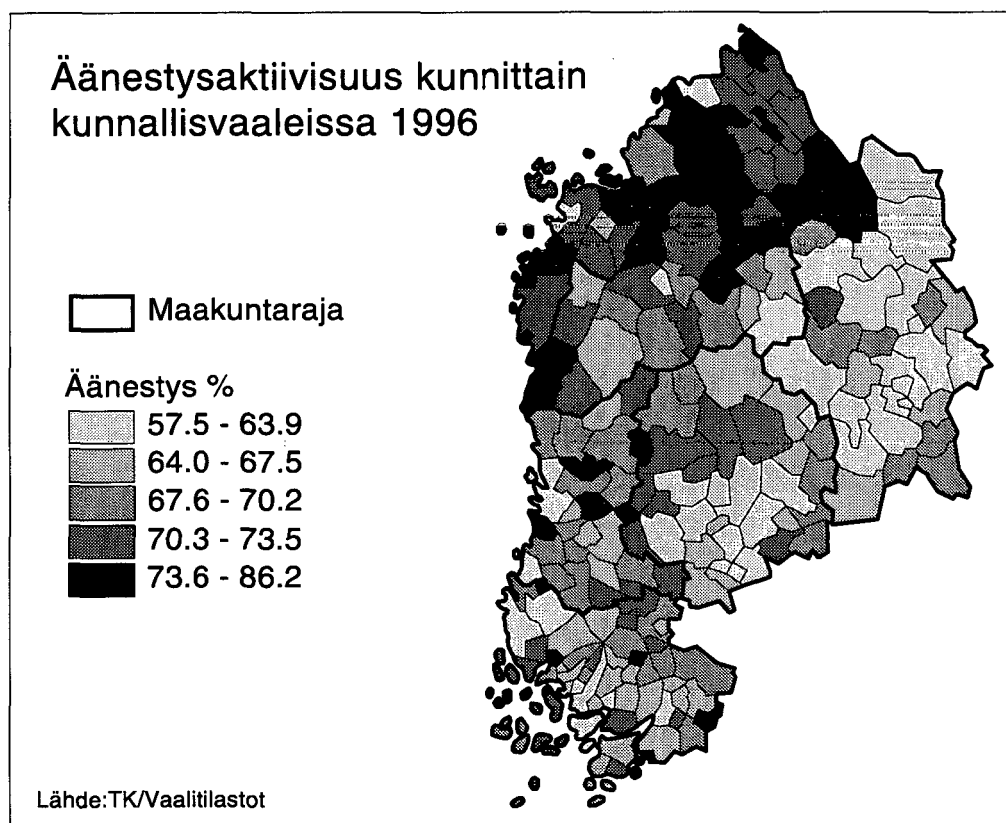 Äänestysaktiivisuus kunnittain
kunnallisvaaleissa 1996
Maakuntaraja
Äänestys %
57.5 - 63.9
64.0 - 67.5
67.6 - 70.2
70.3 - 73.5
73.6 - 86.2
Lähde:TK/Vaalitilastot